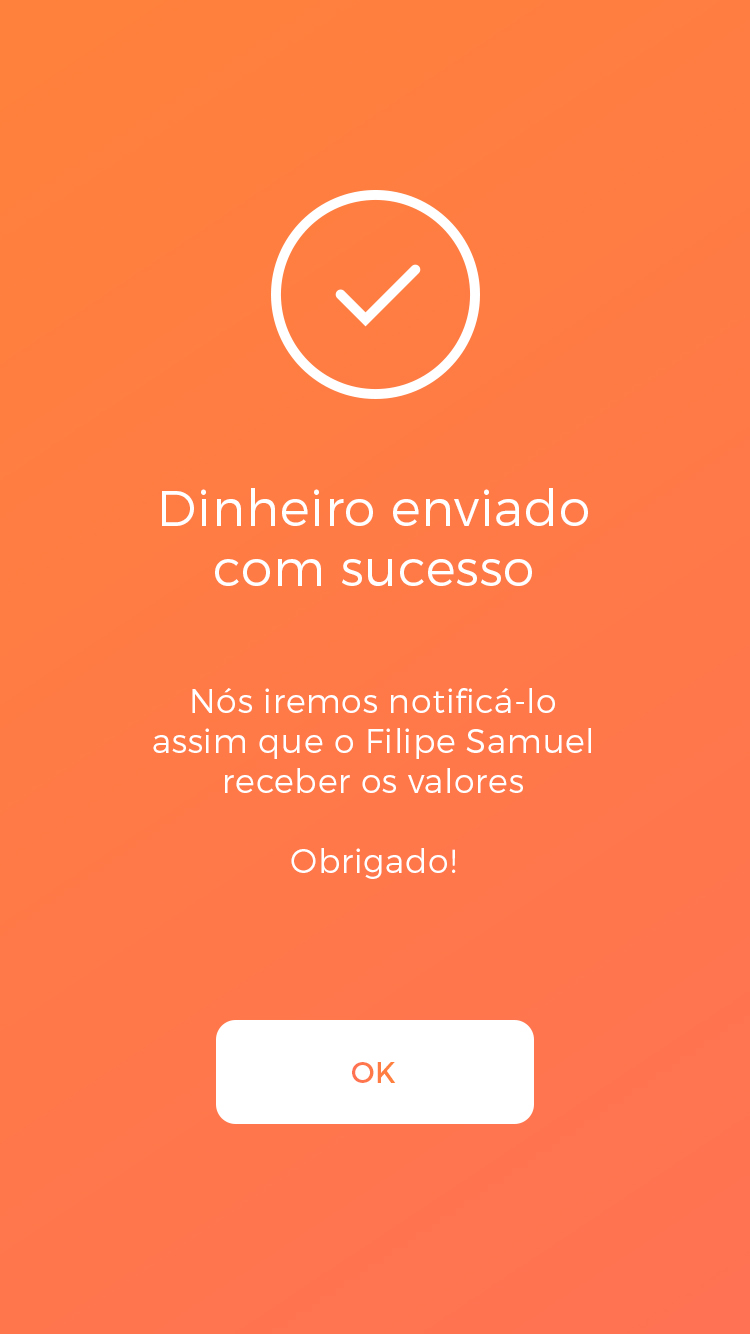 Dinheiro enviado
com sucesso
Nós iremos notificá-lo
assim que o Filipe Samuel
receber os valores
Obrigado!
OK